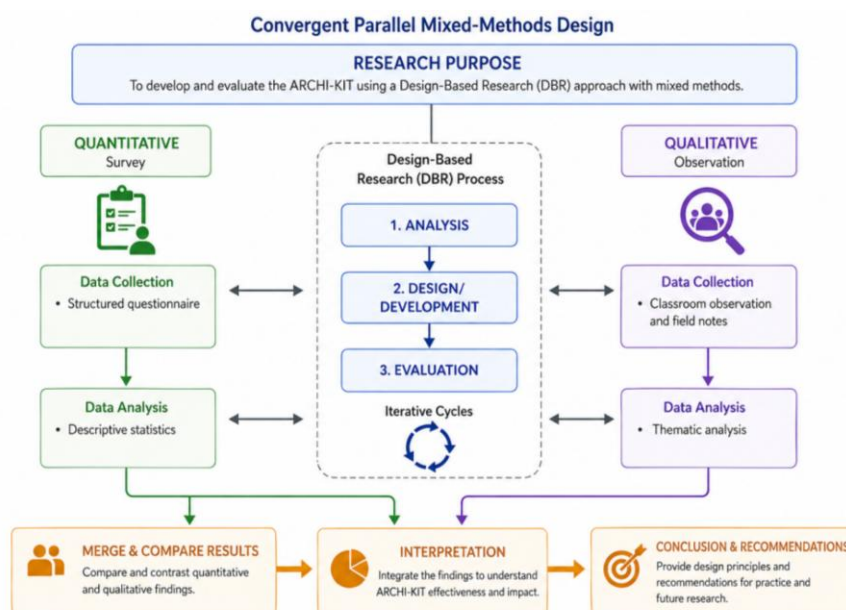 Convergent Parallel Mixed-Methods Design
RESEARCH PURPOSE
To develop and evaluate the ARCHI-KIT using a Design-Based Research (DBR) approach with mixed methods.
QUANTITATIVE
Survey
Data Collection
• Structured questionnaire
Data Analysis
• Descriptive statistics
Design-Based
Research (DBR) Process
1. ANALYSIS
2. DESIGN/
DEVELOPMENT
3. EVALUATION
Iterative Cycles
QUALITATIVE
Observation
Data Collection
• Classroom observation
and field notes
Data Analysis
• Thematic analysis
MERGE & COMPARE RESULTS
Compare and contrast quantitative
and qualitative findings.
INTERPRETATION
Integrate the findings to understand
ARCHI-KIT effectiveness and impact.
CONCLUSION & RECOMMENDATIONS
Provide design principles and
recommendations for practice and
future research.